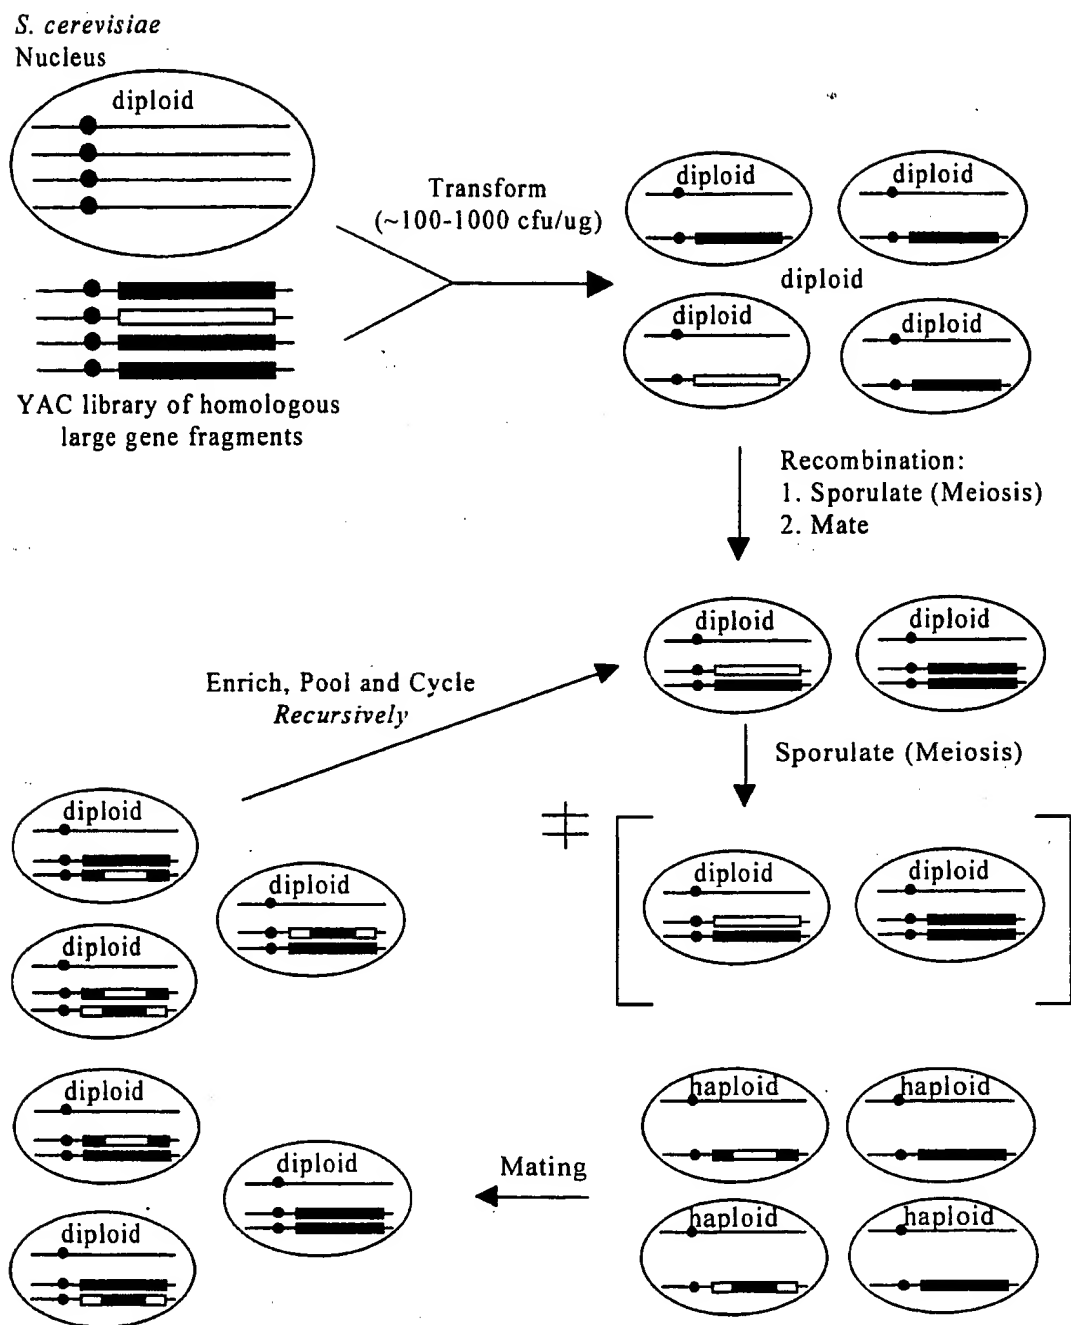 S. cerevisiae
Nucleus
diploid
YAC library of homologous
large gene fragments
Transform
(~100-1000 cfu/ug)
diploid
diploid
diploid
diploid
diploid
Recombination:
1. Sporulate (Meiosis)
2. Mate
diploid
diploid
Enrich, Pool and Cycle
Recursively
Sporulate (Meiosis)
diploid
diploid
diploid
diploid
diploid
haploid
haploid
haploid
haploid
Mating
diploid
diploid
diploid